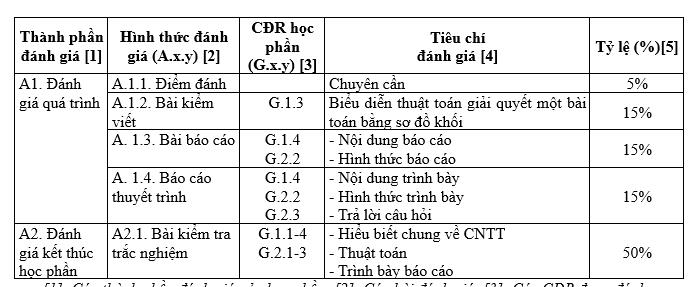 Thành phần đánh giá [1]
Hình thức đánh giá (A.x.y) [2]
CĐR học phần (G.x.y) [3]
Tiêu chí đánh giá [4]
Tỷ lệ (%)[5]
A1. Đánh giá quá trình
A.1.1. Điểm đánh
Chuyên cần
5%
A.1.2. Bài kiểm viết
G.1.3
Biểu diễn thuật toán giải quyết một bài toán bằng sơ đồ khối
15%
A. 1.3. Bài báo cáo
G.1.4
G.2.2
- Nội dung báo cáo
- Hình thức báo cáo
15%
A. 1.4. Báo cáo thuyết trình
G.1.4
G.2.2
G.2.3
- Nội dung trình bày
- Hình thức trình bày
- Trả lời câu hỏi
15%
A2. Đánh giá kết thúc học phần
A2.1. Bài kiểm tra trắc nghiệm
G.1.1-4
G.2.1-3
- Hiểu biết chung về CNTT
- Thuật toán
- Trình bày báo cáo
50%